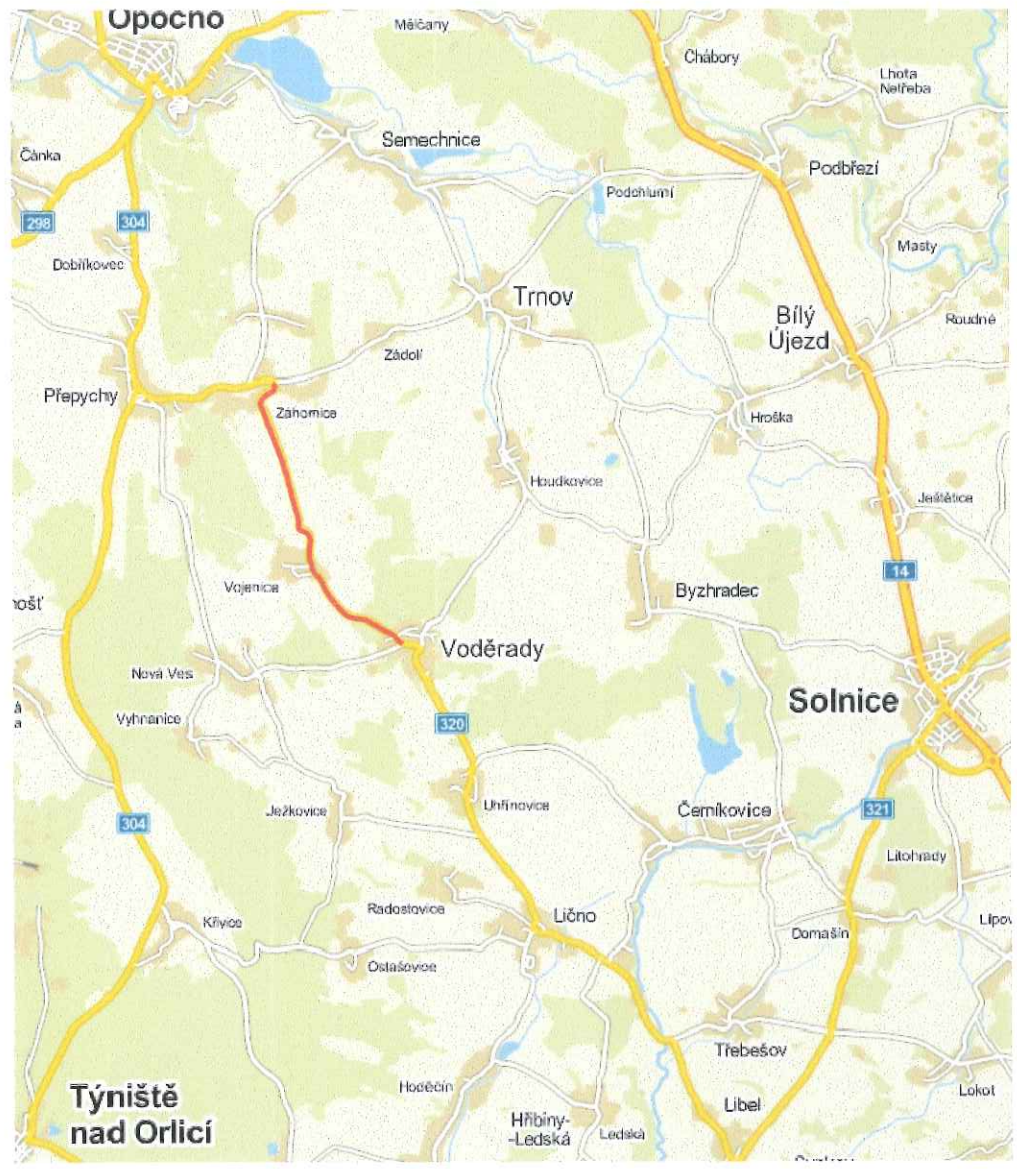 Opočno
Mělčany
Chábory
Lhota
Netřeba
Semechnice
Čánka
Podbřezí
Podchlumí
298
304
Masty
Dobříkovec
Trnov
Bílý
Újezd
Roudné
Zádolí
Přepychy
Záhornice
Hroška
Houdkovice
Ještětice
14
Vojenice
Byzhradec
Voděrady
Nová Ves
Solnice
Vyhnanice
320
Uhřínovice
Ježkovice
304
Černíkovice
321
Litohrady
Radostovice
Lično
Křivice
Domašín
Ostašovice
Třebešov
Hoděčín
Lokot
Týniště
nad Orlicí
Libel
Hřibiny-
-Ledská
Ledská